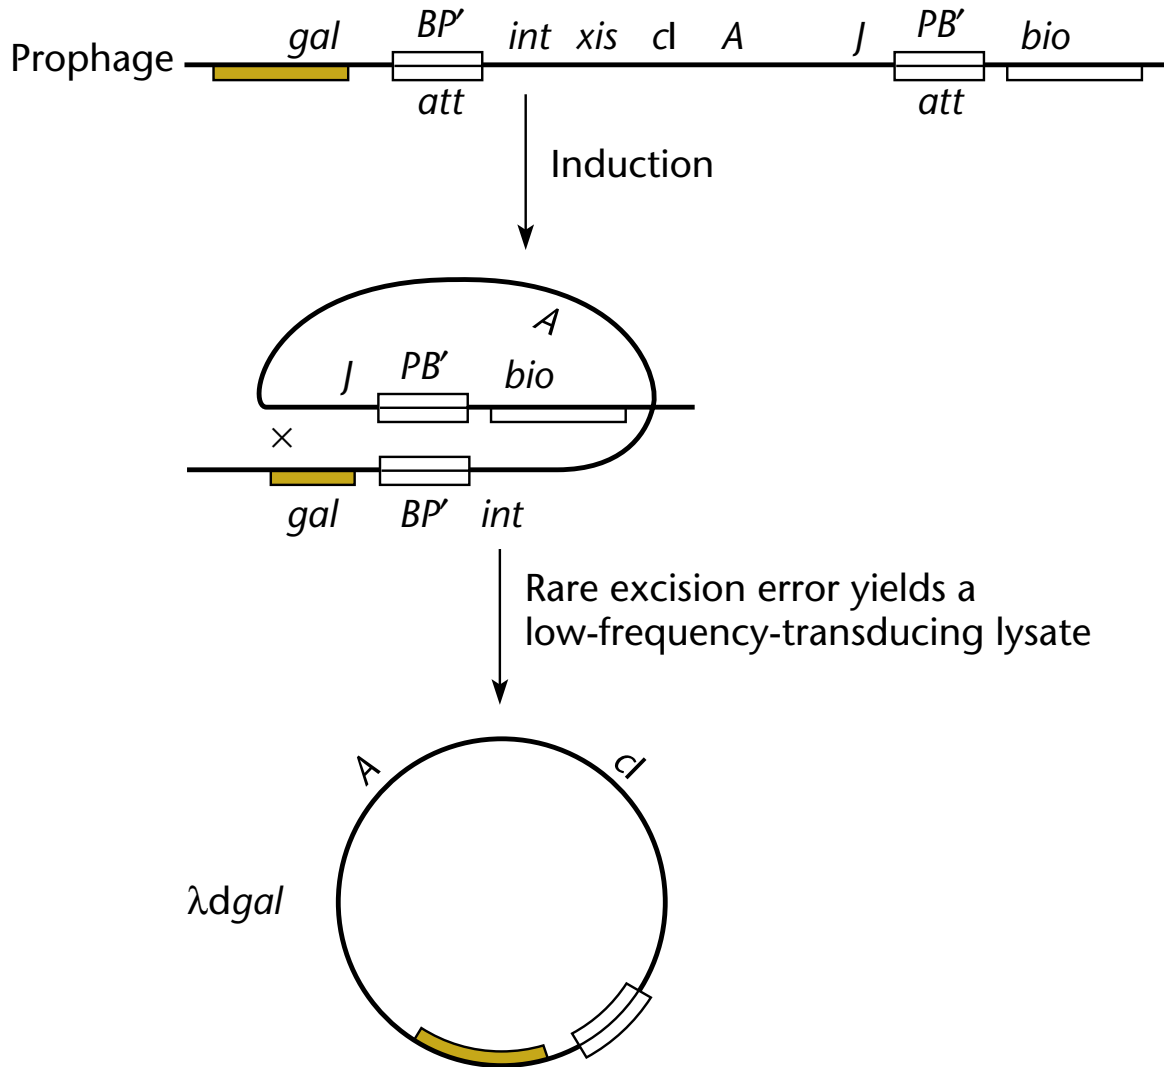 gal BP′ int xis cI A J PB′ bio
Prophage
att att
Induction
A
J PB′ bio
×
gal BP′ int
Rare excision error yields a
low-frequency-transducing lysate
A cI
λdgal